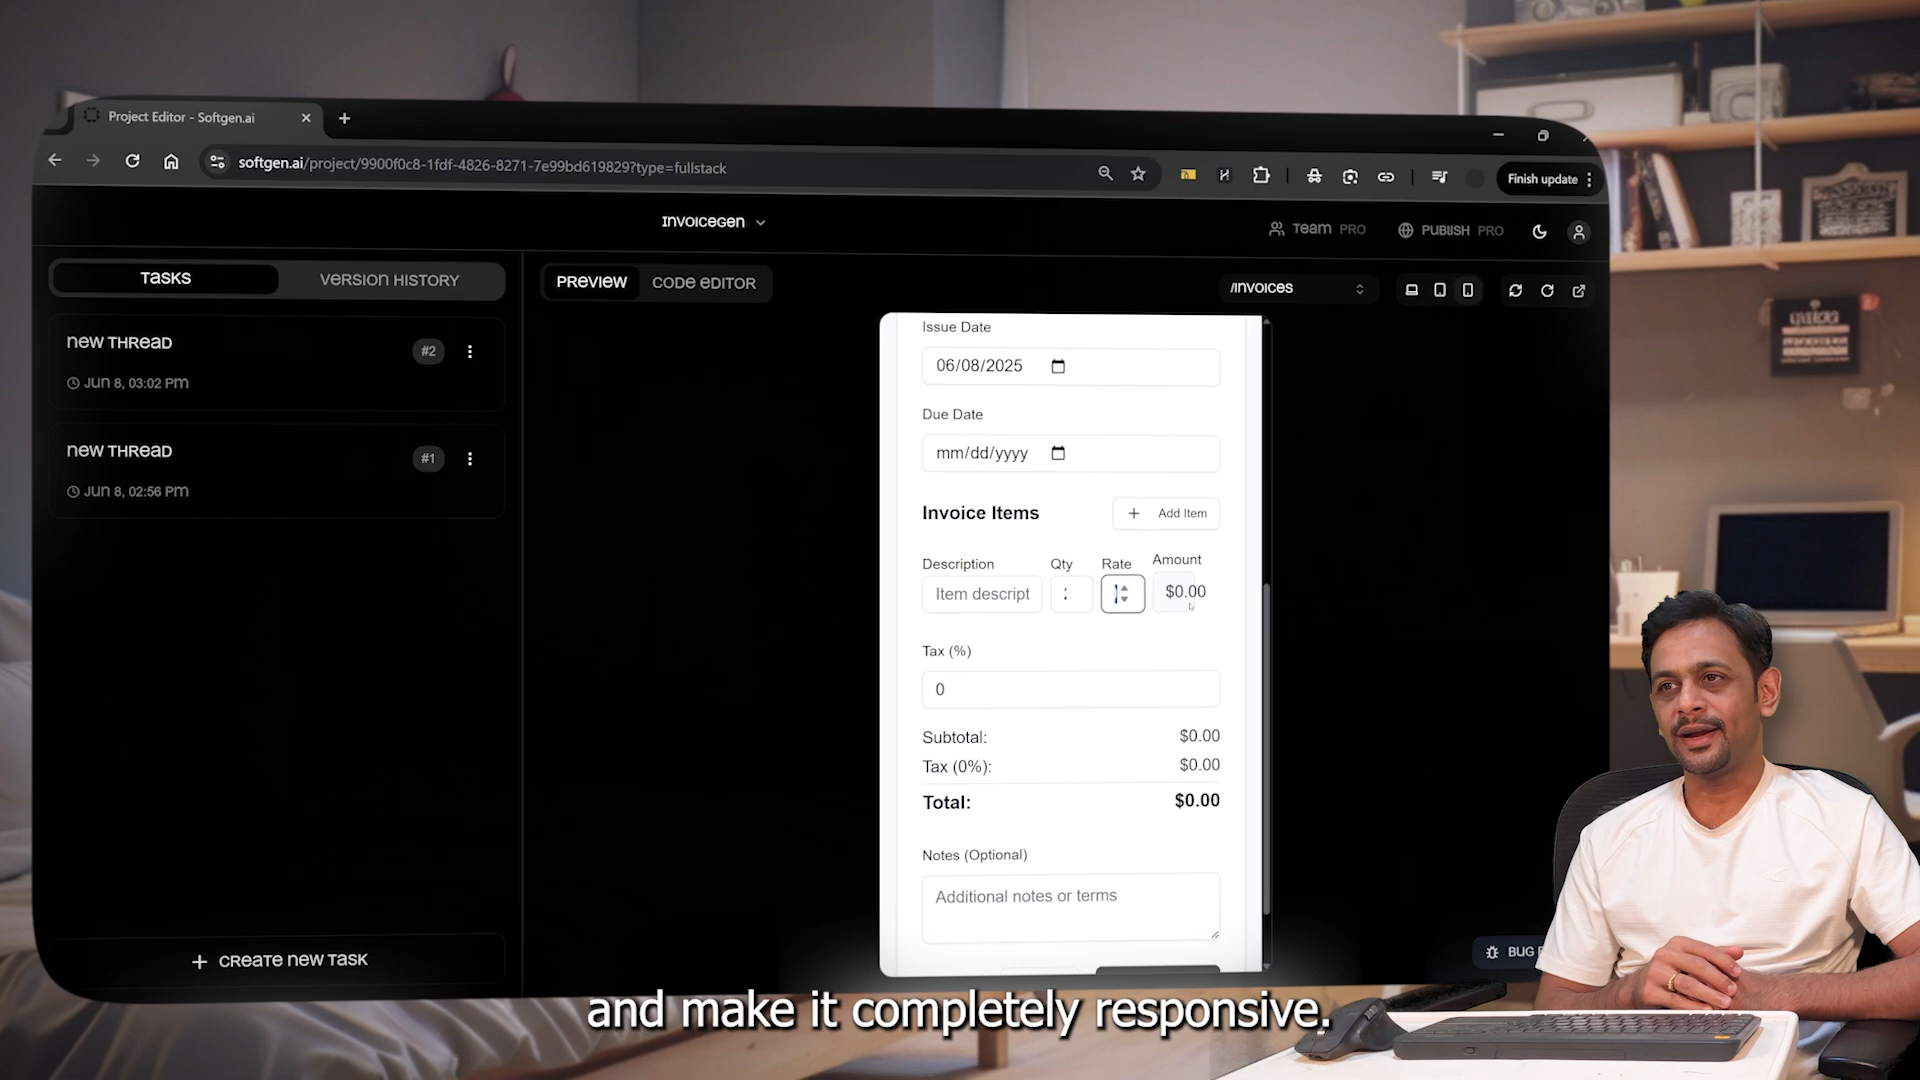 Project Editor - Softgen.ai
softgen.ai/project/9900f0c8-1fdf-4826-8271-7e99bd619829?type=fullstack
Finish update
INVOICEGEN
TEAM PRO
PUBLISH PRO
TASKS
VERSION HISTORY
PREVIEW
CODE EDITOR
/INVOICES
NEW THREAD
#2
JUN 8, 03:02 PM
NEW THREAD
#1
JUN 8, 02:56 PM
CREATE NEW TASK
Issue Date
06/08/2025
Due Date
mm/dd/yyyy
Invoice Items
Add Item
Description
Qty
Rate
Amount
Item descript
$0.00
Tax (%)
0
Subtotal:
$0.00
Tax (0%):
$0.00
Total:
$0.00
Notes (Optional)
Additional notes or terms
BUG
and make it completely responsive.